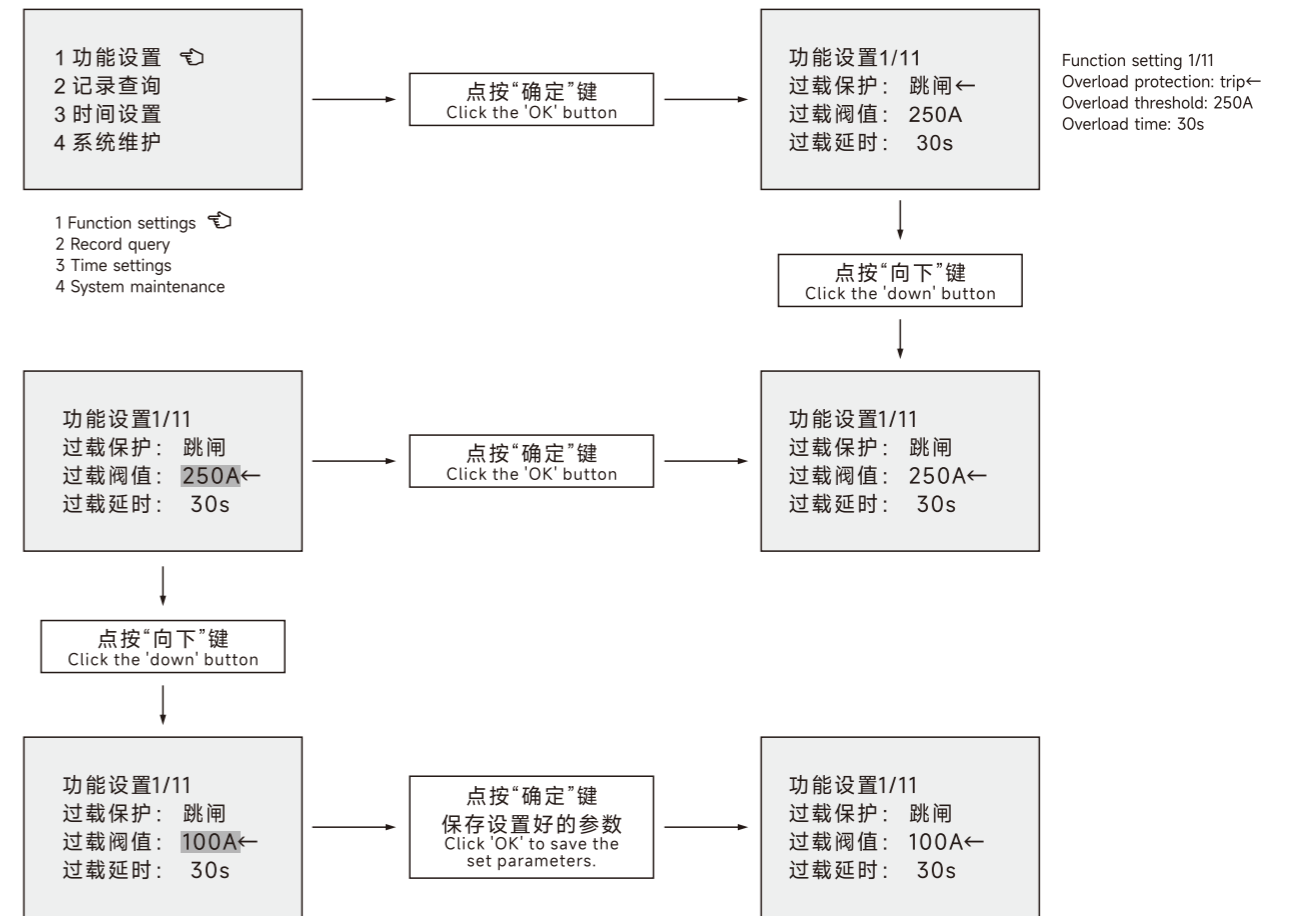 1 功能设置
2 记录查询
3 时间设置
4 系统维护
1 Function settings
2 Record query
3 Time settings
4 System maintenance
点按“确定”键
Click the 'OK' button
功能设置1/11
过载保护： 跳闸←
过载阀值： 250A
过载延时： 30s
Function setting 1/11
Overload protection: trip←
Overload threshold: 250A
Overload time: 30s
点按“向下”键
Click the 'down' button
功能设置1/11
过载保护： 跳闸
过载阀值： 250A←
过载延时： 30s
点按“确定”键
Click the 'OK' button
功能设置1/11
过载保护： 跳闸
过载阀值： 250A←
过载延时： 30s
点按“向下”键
Click the 'down' button
功能设置1/11
过载保护： 跳闸
过载阀值： 100A←
过载延时： 30s
点按“确定”键
保存设置好的参数
Click 'OK' to save the
set parameters.
功能设置1/11
过载保护： 跳闸
过载阀值： 100A←
过载延时： 30s